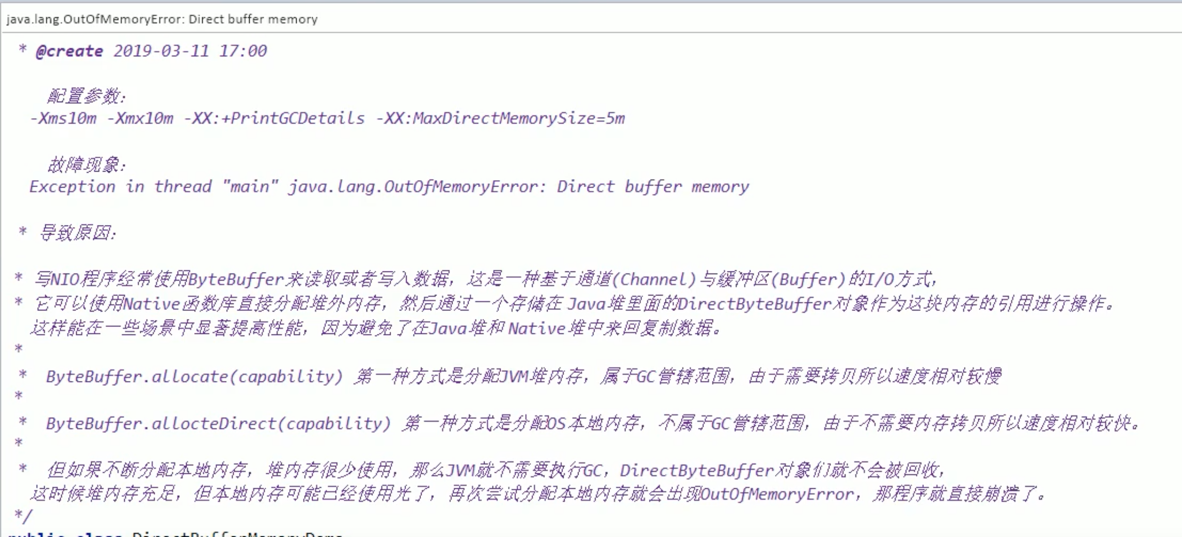 java.lang.OutOfMemoryError: Direct buffer memory
* @create 2019-03-11 17:00
配置参数：
-Xms10m -Xmx10m -XX:+PrintGCDetails -XX:MaxDirectMemorySize=5m
故障现象：
Exception in thread "main" java.lang.OutOfMemoryError: Direct buffer memory
* 导致原因：
* 写NIO程序经常使用ByteBuffer来读取或者写入数据，这是一种基于通道(Channel)与缓冲区(Buffer)的I/O方式，
* 它可以使用Native函数库直接分配堆外内存，然后通过一个存储在Java堆里面的DirectByteBuffer对象作为这块内存的引用进行操作。
这样能在一些场景中显著提高性能，因为避免了在Java堆和Native堆中来回复制数据。
*
* ByteBuffer.allocate(capability) 第一种方式是分配JVM堆内存，属于GC管辖范围，由于需要拷贝所以速度相对较慢
*
* ByteBuffer.allocteDirect(capability) 第一种方式是分配OS本地内存，不属于GC管辖范围，由于不需要内存拷贝所以速度相对较快。
*
* 但如果不断分配本地内存，堆内存很少使用，那么JVM就不需要执行GC，DirectByteBuffer对象们就不会被回收，
这时候堆内存充足，但本地内存可能已经使用光了，再次尝试分配本地内存就会出现OutOfMemoryError，那程序就直接崩溃了。
*/
public class DirectBufferMemoryDemo